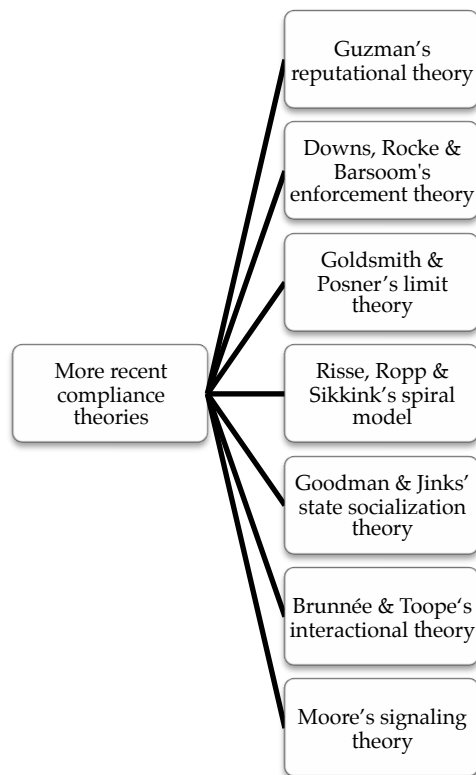 Guzman’s
reputational theory
Downs, Rocke &
Barsoom's
enforcement theory
Goldsmith &
Posner’s limit
theory
More recent
compliance
theories
Risse, Ropp &
Sikkink’s spiral
model
Goodman & Jinks’
state socialization
theory
Brunnée & Toope‘s
interactional theory
Moore’s signaling
theory